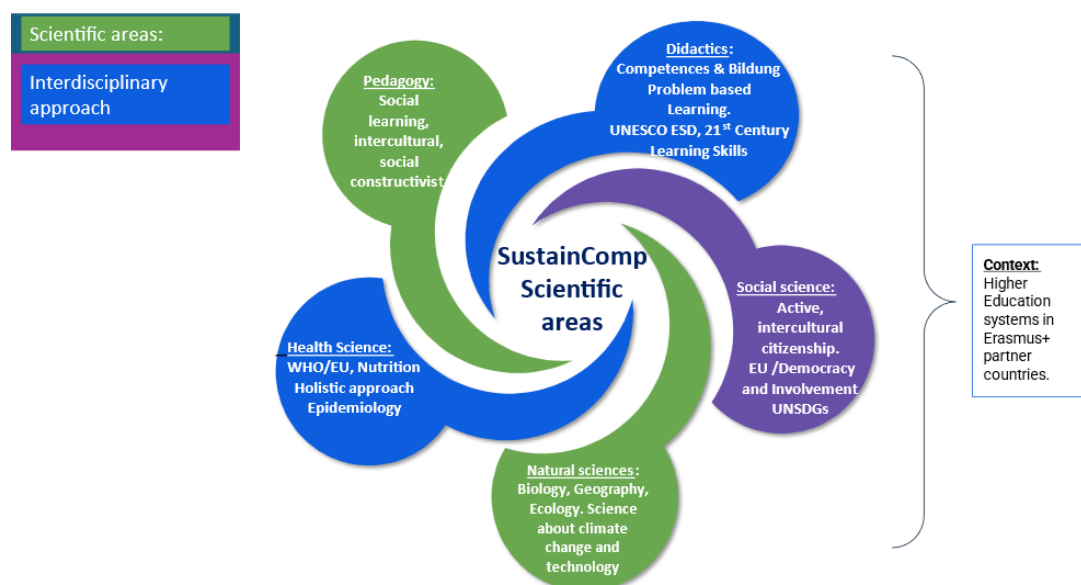 Scientific areas:
Interdisciplinary
approach
Pedagogy:
Social
learning,
intercultural,
social
constructivist
Didactics:
Competences & Bildung
Problem based
Learning.
UNESCO ESD, 21st Century
Learning Skills
SustainComp
Scientific
areas
Social science:
Active,
intercultural
citizenship.
EU /Democracy
and Involvement
UNSDGs
Health Science:
WHO/EU, Nutrition
Holistic approach
Epidemiology
Natural sciences:
Biology, Geography,
Ecology. Science
about climate
change and
technology
Context:
Higher
Education
systems in
Erasmus+
partner
countries.